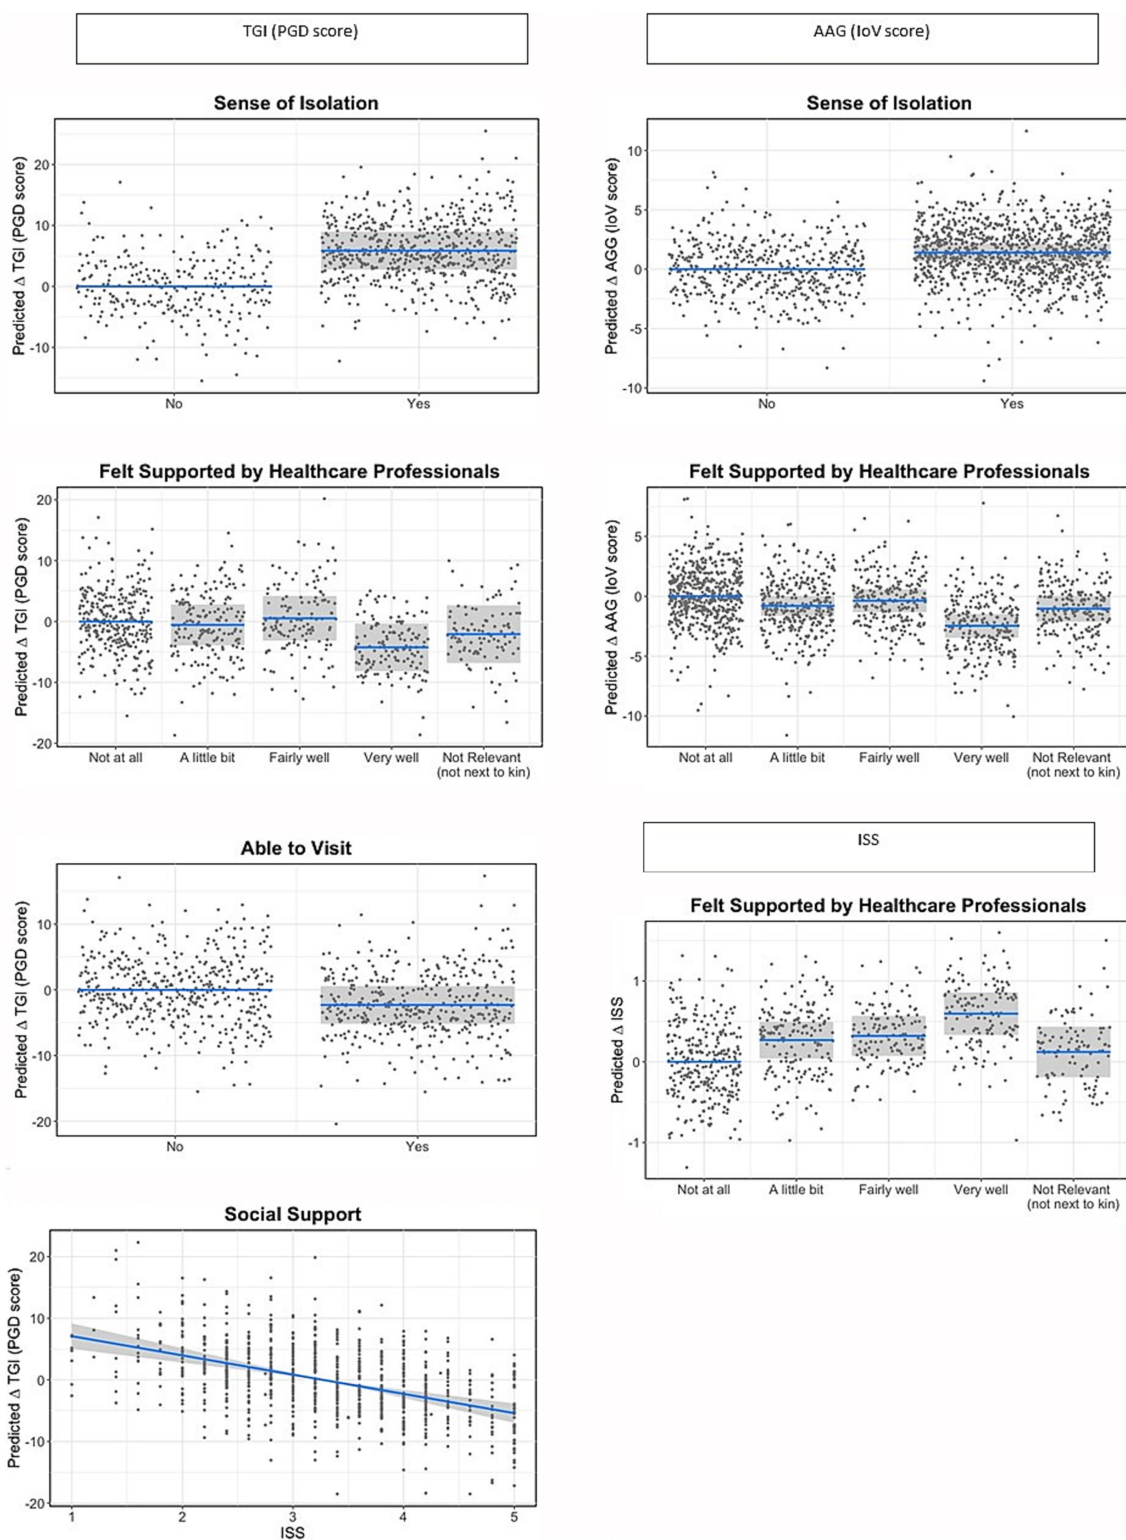 TGI (PGD score)
AAG (IoV score)
Sense of Isolation
Predicted Δ TGI (PGD score)
20
10
0
-10
No
Yes
Sense of Isolation
Predicted Δ AGG (IoV score)
10
5
0
-5
-10
No
Yes
Felt Supported by Healthcare Professionals
Predicted Δ TGI (PGD score)
20
10
0
-10
-20
Not at all
A little bit
Fairly well
Very well
Not Relevant
(not next to kin)
Felt Supported by Healthcare Professionals
Predicted Δ AAG (IoV score)
5
0
-5
-10
Not at all
A little bit
Fairly well
Very well
Not Relevant
(not next to kin)
Able to Visit
Predicted Δ TGI (PGD score)
10
0
-10
-20
No
Yes
ISS
Felt Supported by Healthcare Professionals
Predicted Δ ISS
1
0
-1
Not at all
A little bit
Fairly well
Very well
Not Relevant
(not next to kin)
Social Support
Predicted Δ TGI (PGD score)
20
10
0
-10
-20
1
2
3
4
5
ISS